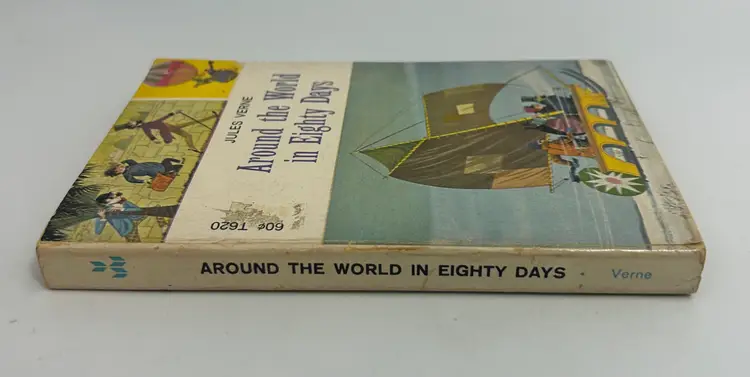 JULES VERNE
Around the World
in Eighty Days
60¢ T620
AROUND THE WORLD IN EIGHTY DAYS
Verne